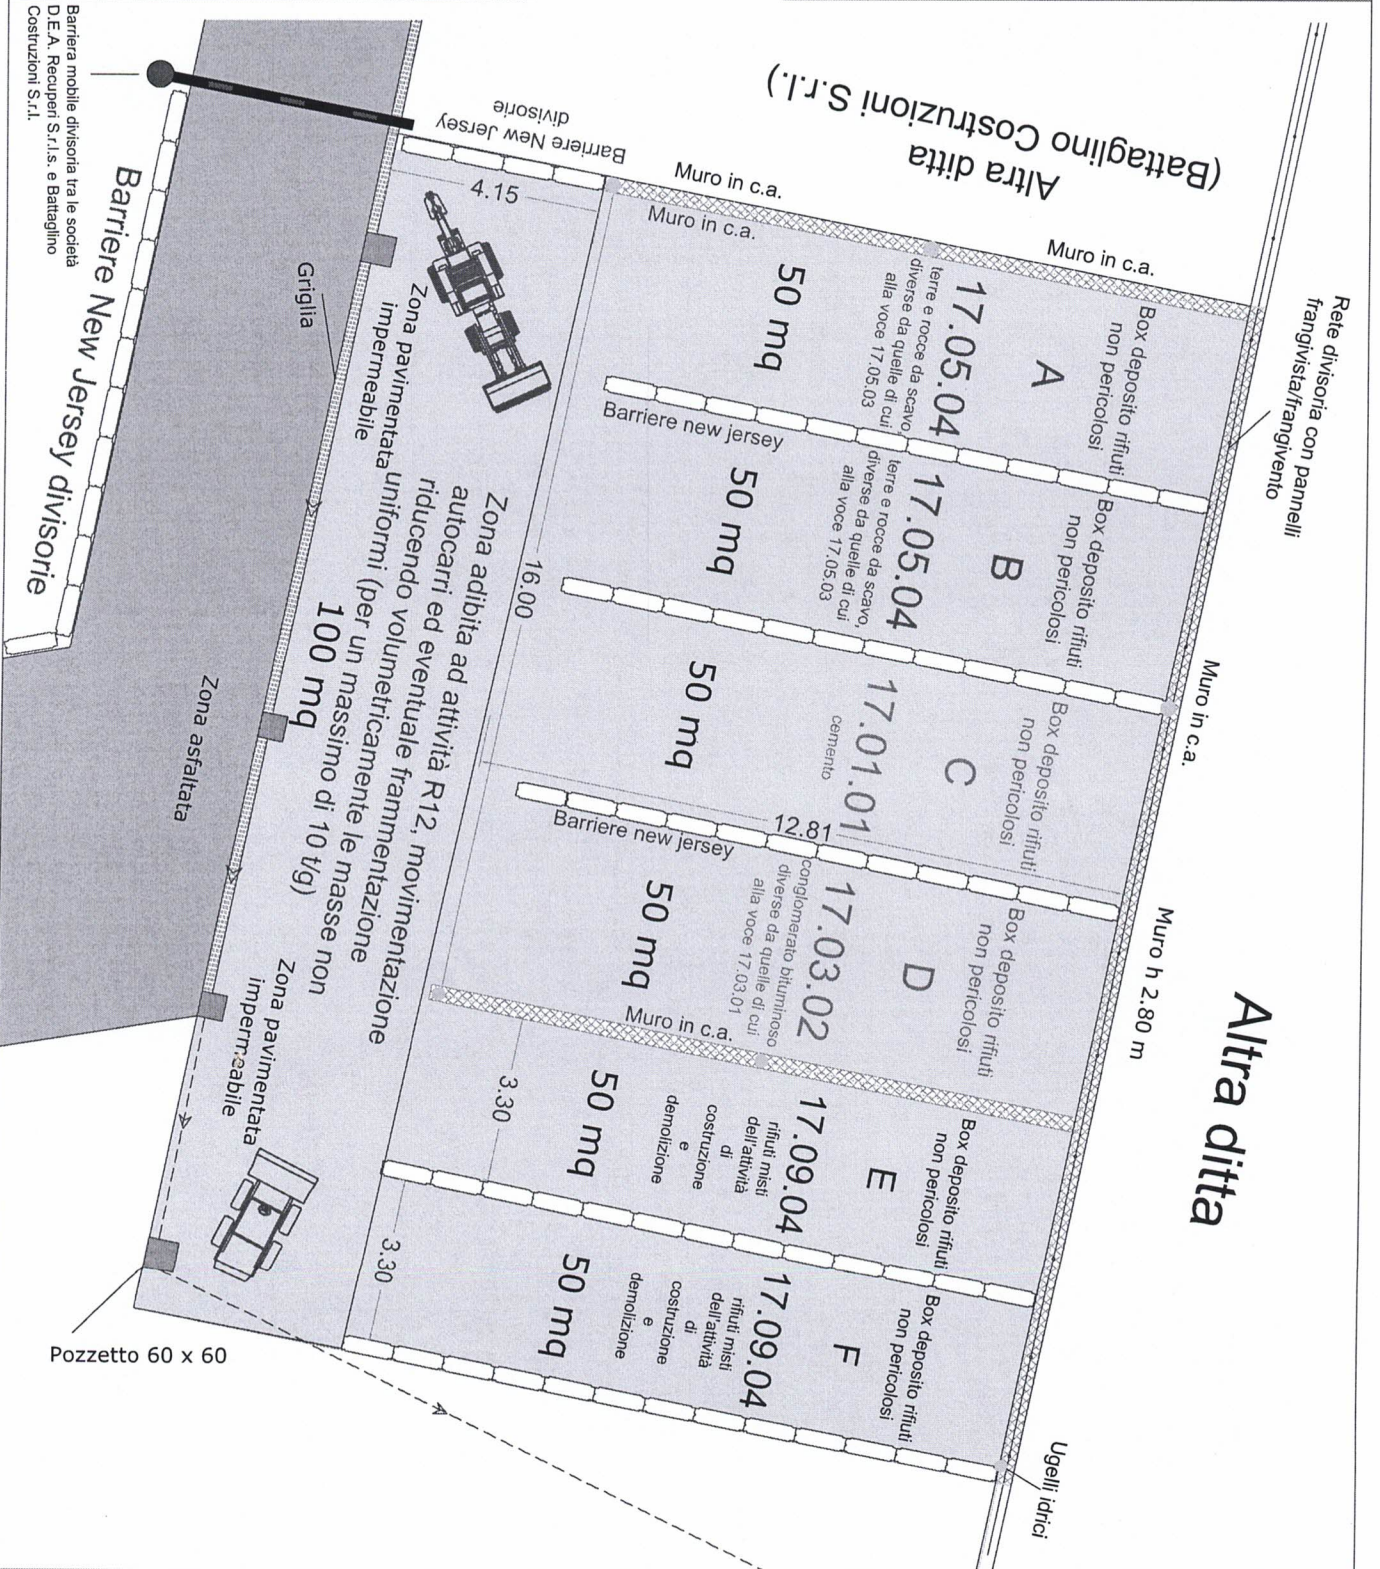 Barriera mobile divisoria tra le società
D.E.A. Recuperi S.r.l.s. e Battaglino
Costruzioni S.r.l.
Barriere New Jersey divisorie
Barriere New Jersey
divisorie
Altra ditta
(Battaglino Costruzioni S.r.l.)
Muro in c.a.
Muro in c.a.
Muro in c.a.
Rete divisoria con pannelli
frangivista/frangivento
4.15
Griglia
Zona pavimentata
impermeabile
Box deposito rifiuti
non pericolosi
A
17.05.04
terre e rocce da scavo,
diverse da quelle di cui
alla voce 17.05.03
50 mq
Barriere new jersey
Box deposito rifiuti
non pericolosi
B
17.05.04
terre e rocce da scavo,
diverse da quelle di cui
alla voce 17.05.03
50 mq
16.00
Box deposito rifiuti
non pericolosi
C
17.01.01
cemento
50 mq
12.81
Barriere new jersey
Muro in c.a.
Muro h 2.80 m
Altra ditta
Box deposito rifiuti
non pericolosi
D
17.03.02
conglomerato bituminoso
diverse da quelle di cui
alla voce 17.03.01
50 mq
Muro in c.a.
Box deposito rifiuti
non pericolosi
E
17.09.04
rifiuti misti
dell'attività
di
costruzione
e
demolizione
50 mq
3.30
Box deposito rifiuti
non pericolosi
F
17.09.04
rifiuti misti
dell'attività
di
costruzione
e
demolizione
50 mq
3.30
Zona adibita ad attività R12, movimentazione
autocarri ed eventuale frammentazione
riducendo volumetricamente le masse non
uniformi (per un massimo di 10 t/g)
100 mq
Zona asfaltata
Zona pavimentata
impermeabile
Pozzetto 60 x 60
Ugelli idrici